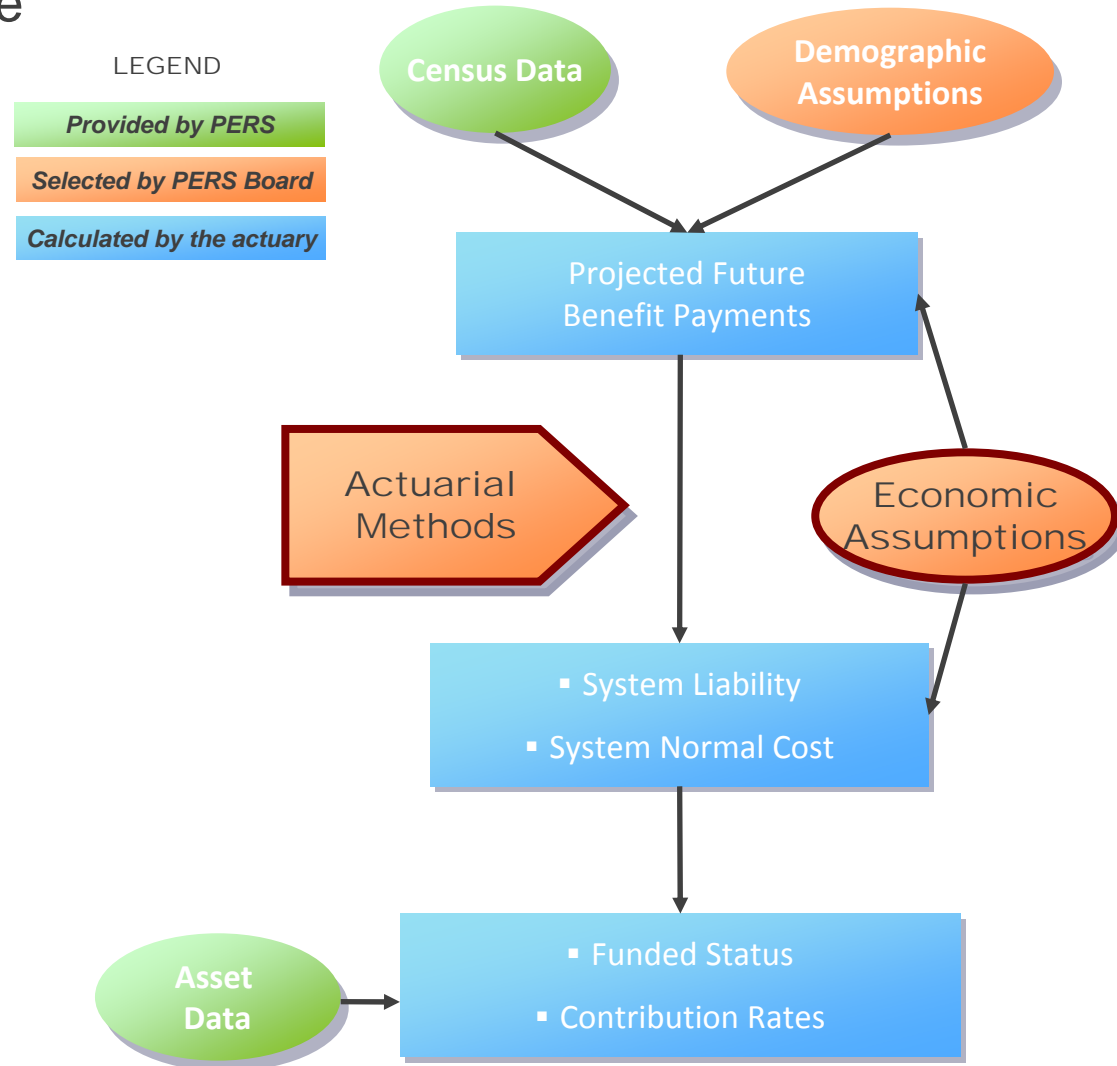 e
LEGEND
Provided by PERS
Selected by PERS Board
Calculated by the actuary
Census Data
Demographic
Assumptions
Projected Future
Benefit Payments
Actuarial
Methods
Economic
Assumptions
▪ System Liability
▪ System Normal Cost
Asset
Data
▪ Funded Status
▪ Contribution Rates